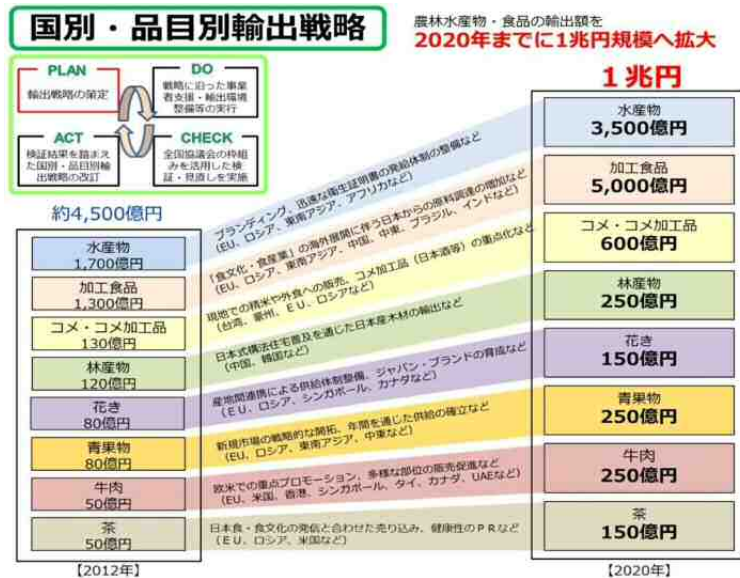 国別・品目別輸出戦略
農林水産物・食品の輸出額を
2020年までに1兆円規模へ拡大
PLAN
輸出戦略の策定
DO
戦略に沿った事業
者支援・輸出環境
整備等の実行
ACT
検証結果を踏まえ
た国別・品目別輸
出戦略の改訂
CHECK
全国協議会の枠組
みを活用した検
証・見直しを実施
約4,500億円
水産物
1,700億円
加工食品
1,300億円
コメ・コメ加工品
130億円
林産物
120億円
花き
80億円
青果物
80億円
牛肉
50億円
茶
50億円
【2012年】
ブランディング、迅速な衛生証明書の発給体制の整備など
(EU、ロシア、東南アジア、アフリカなど)
「食文化・食産業」の海外展開に伴う日本からの原料調達の増加など
(EU、ロシア、東南アジア、中国、中東、ブラジル、インドなど)
現地での精米や外食への販売、コメ加工品(日本酒等)の重点化など
(台湾、豪州、EU、ロシアなど)
日本式構法住宅普及を通じた日本産木材の輸出など
(中国、韓国など)
産地間連携による供給体制整備、ジャパン・ブランドの育成など
(EU、ロシア、シンガポール、カナダなど)
新規市場の戦略的な開拓、年間を通じた供給の確立など
(EU、ロシア、東南アジア、中東など)
欧米での重点プロモーション、多様な部位の販売促進など
(EU、米国、香港、シンガポール、タイ、カナダ、UAEなど)
日本食・食文化の発信と合わせた売り込み、健康性のPRなど
(EU、ロシア、米国など)
1兆円
水産物
3,500億円
加工食品
5,000億円
コメ・コメ加工品
600億円
林産物
250億円
花き
150億円
青果物
250億円
牛肉
250億円
茶
150億円
【2020年】